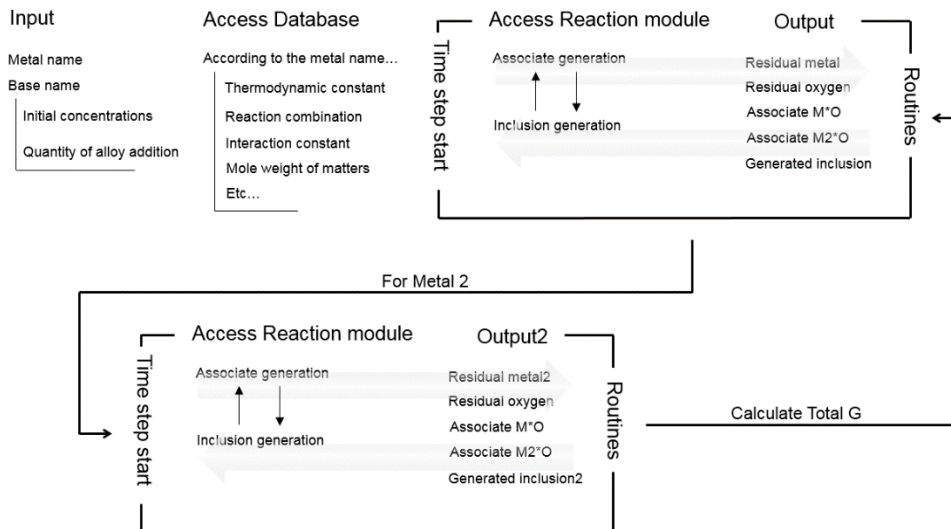 Input
Metal name
Base name
Initial concentrations
Quantity of alloy addition
Access Database
According to the metal name…
Thermodynamic constant
Reaction combination
Interaction constant
Mole weight of matters
Etc…
Time step start
Access Reaction module
Associate generation
Inclusion generation
Output
Residual metal
Residual oxygen
Associate M*O
Associate M2*O
Generated inclusion
Routines
For Metal 2
Time step start
Access Reaction module
Associate generation
Inclusion generation
Output2
Residual metal2
Residual oxygen
Associate M*O
Associate M2*O
Generated inclusion2
Routines
Calculate Total G